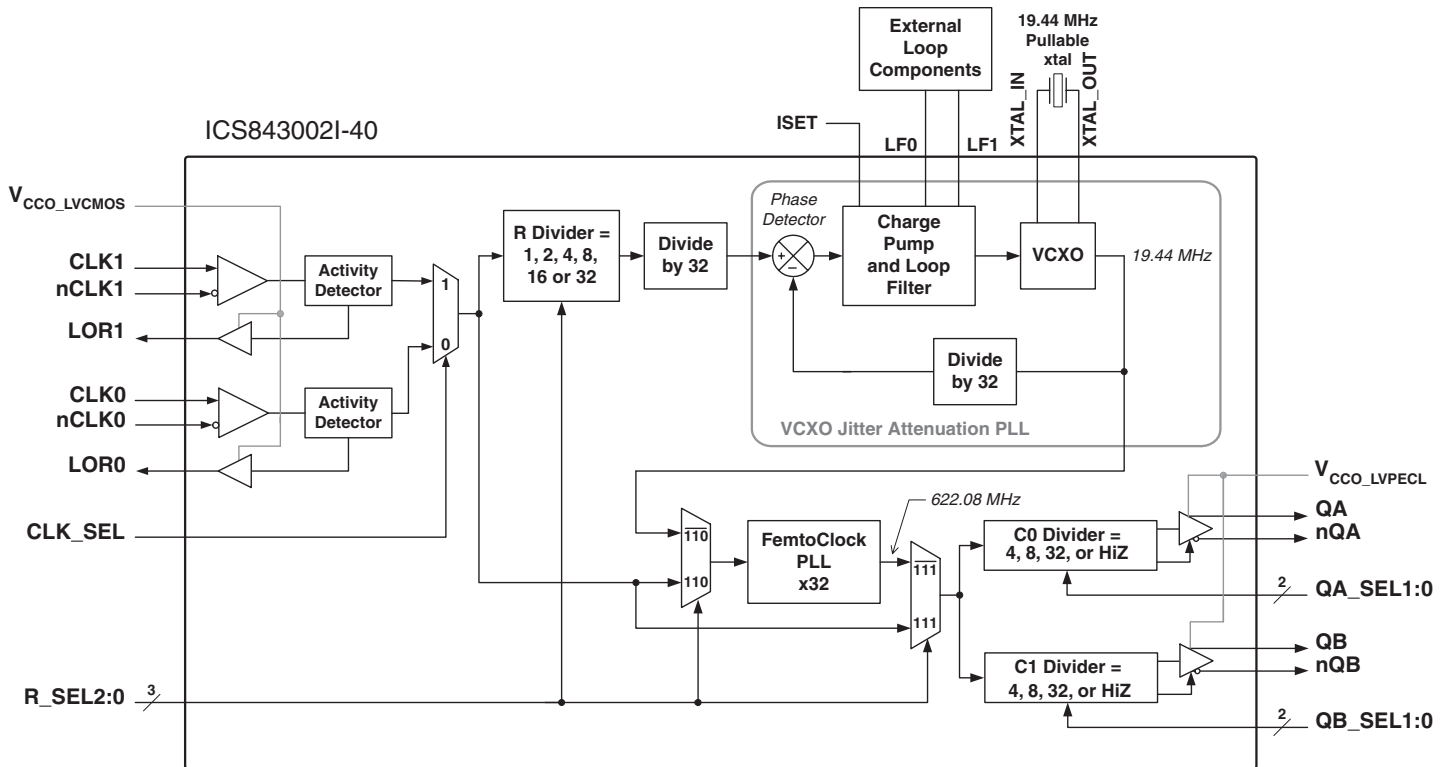 External
Loop
Components
19.44 MHz
Pullable
xtal
XTAL_IN
XTAL_OUT
ICS843002I-40
ISET
LF0
LF1
VCCO_LVCMOS
CLK1
nCLK1
LOR1
CLK0
nCLK0
LOR0
CLK_SEL
R_SEL2:0
3
Activity
Detector
Activity
Detector
1
0
R Divider =
1, 2, 4, 8,
16 or 32
Divide
by 32
Phase
Detector
+
–
Charge
Pump
and Loop
Filter
VCXO
19.44 MHz
Divide
by 32
VCXO Jitter Attenuation PLL
110
110
FemtoClock
PLL
x32
622.08 MHz
111
111
C0 Divider =
4, 8, 32, or HiZ
C1 Divider =
4, 8, 32, or HiZ
VCCO_LVPECL
QA
nQA
2
QA_SEL1:0
QB
nQB
2
QB_SEL1:0